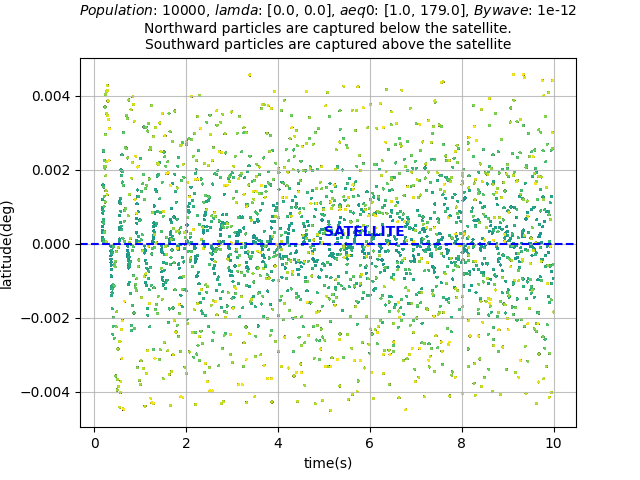 Population: 10000, lamda: [0.0, 0.0], aeq0: [1.0, 179.0], Bywave: 1e-12
Northward particles are captured below the satellite.
Southward particles are captured above the satellite
0.004
0.002
0.000
−0.002
−0.004
latitude(deg)
SATELLITE
0 2 4 6 8 10
time(s)